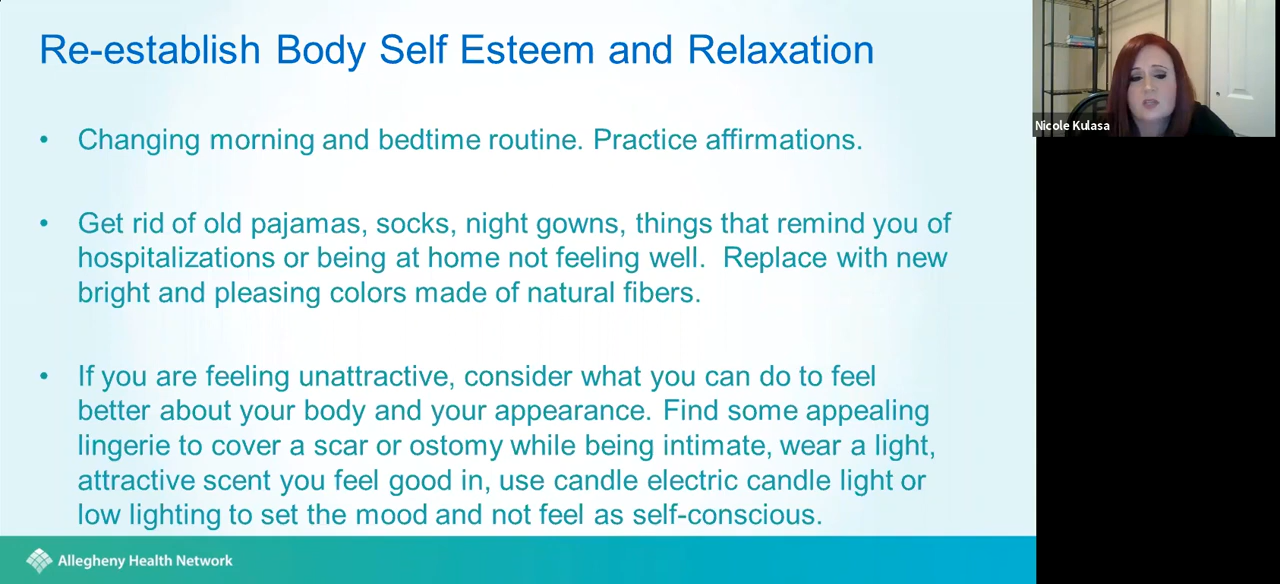 Re-establish Body Self Esteem and Relaxation
• Changing morning and bedtime routine. Practice affirmations.
• Get rid of old pajamas, socks, night gowns, things that remind you of
hospitalizations or being at home not feeling well.  Replace with new
bright and pleasing colors made of natural fibers.
• If you are feeling unattractive, consider what you can do to feel
better about your body and your appearance. Find some appealing
lingerie to cover a scar or ostomy while being intimate, wear a light,
attractive scent you feel good in, use candle electric candle light or
low lighting to set the mood and not feel as self-conscious.
Allegheny Health Network
Nicole Kulasa